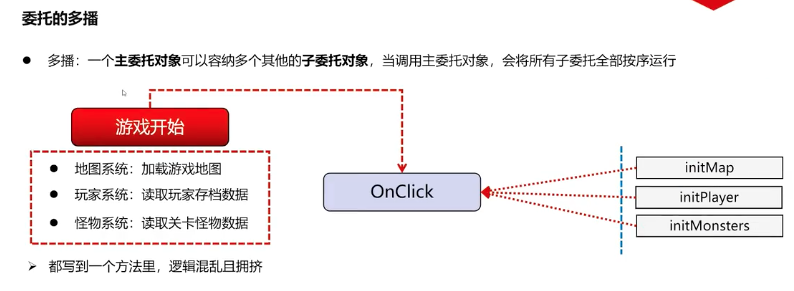 委托的多播
多播：一个主委托对象可以容纳多个其他的子委托对象，当调用主委托对象，会将所有子委托全部按序运行
游戏开始
地图系统：加载游戏地图
玩家系统：读取玩家存档数据
怪物系统：读取关卡怪物数据
OnClick
initMap
initPlayer
initMonsters
都写到一个方法里，逻辑混乱且拥挤